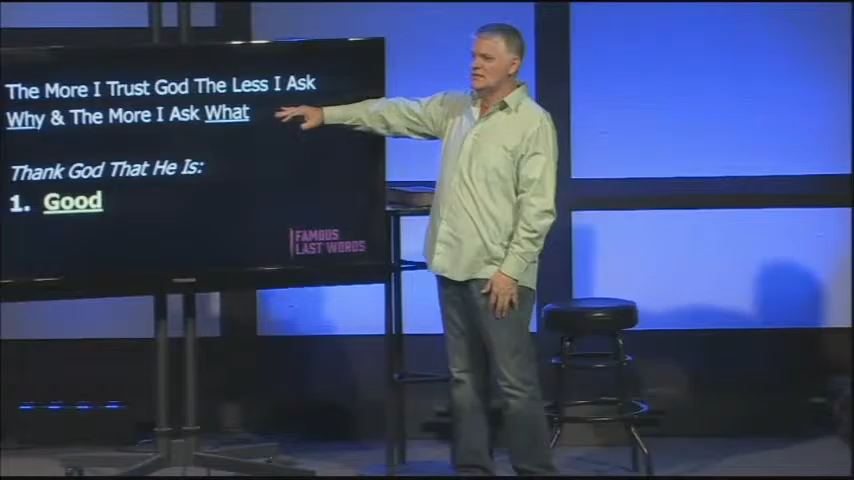 The More I Trust God The Less I Ask
Why & The More I Ask What
Thank God That He Is:
1. Good
FAMOUS
LAST WORDS